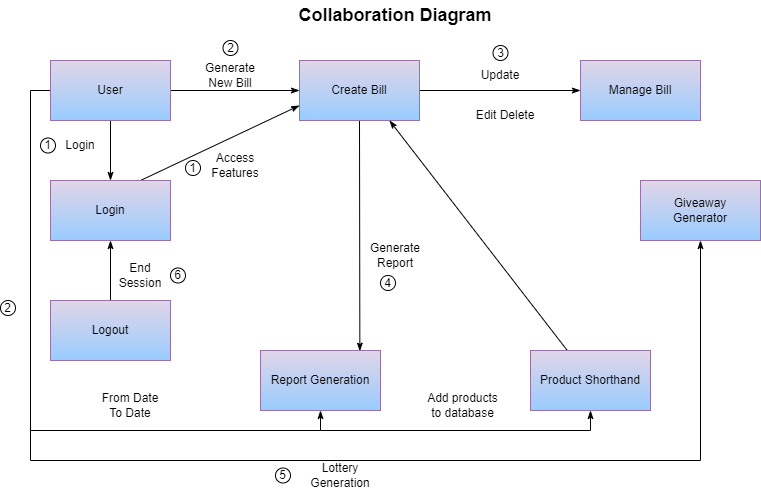 Collaboration Diagram
2
3
Generate
New Bill
Update
User
Create Bill
Manage Bill
Edit Delete
1
Login
1
Access
Features
Login
Giveaway
Generator
End
Session
6
Generate
Report
4
2
Logout
Report Generation
Product Shorthand
From Date
To Date
Add products
to database
5
Lottery
Generation